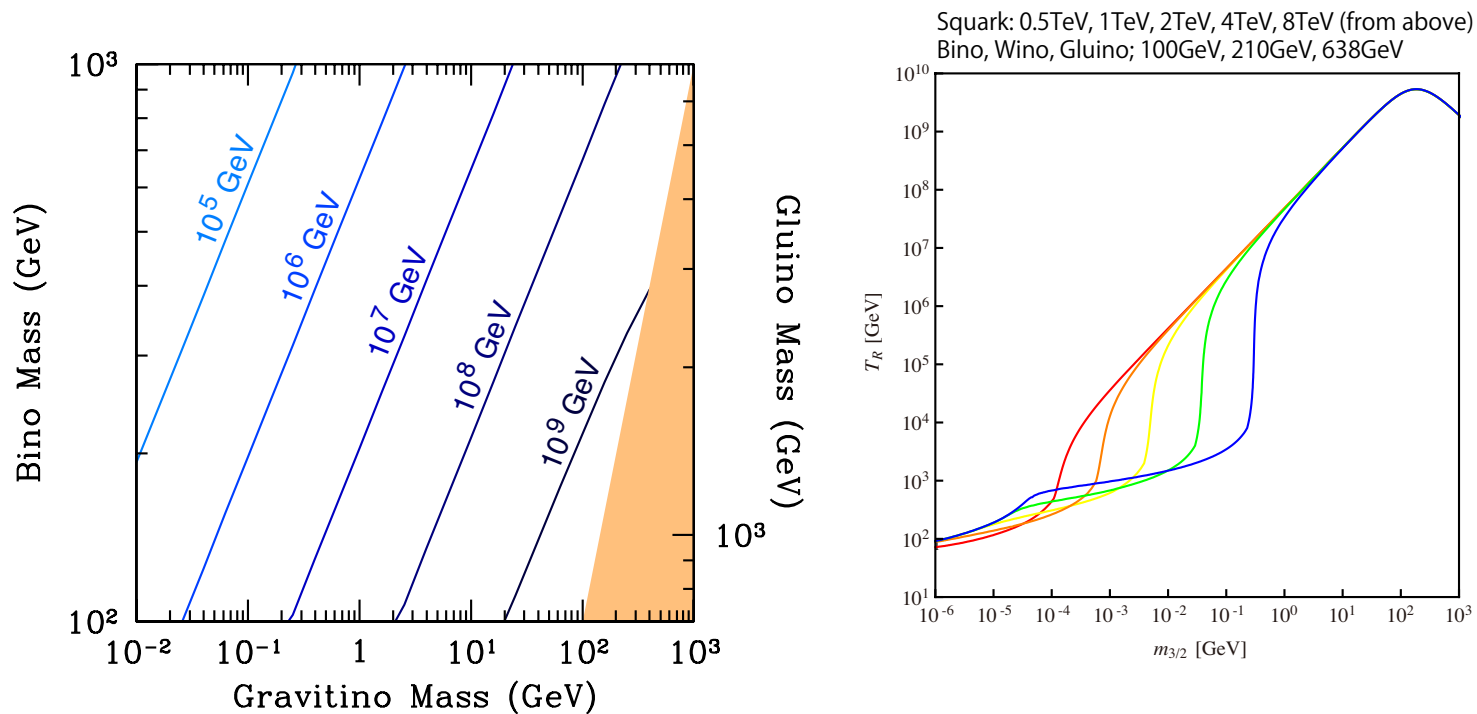 10³
10²
Bino Mass (GeV)
10⁵ GeV
10⁶ GeV
10⁷ GeV
10⁸ GeV
10⁹ GeV
10⁻² 10⁻¹ 1 10¹ 10² 10³
Gravitino Mass (GeV)
Gluino Mass (GeV)
10³
Squark: 0.5TeV, 1TeV, 2TeV, 4TeV, 8TeV (from above)
Bino, Wino, Gluino; 100GeV, 210GeV, 638GeV
10¹⁰
10⁹
10⁸
10⁷
10⁶
10⁵
10⁴
10³
10²
10¹
T_R [GeV]
10⁻⁶ 10⁻⁵ 10⁻⁴ 10⁻³ 10⁻² 10⁻¹ 10⁰ 10¹ 10² 10³
m_{3/2} [GeV]